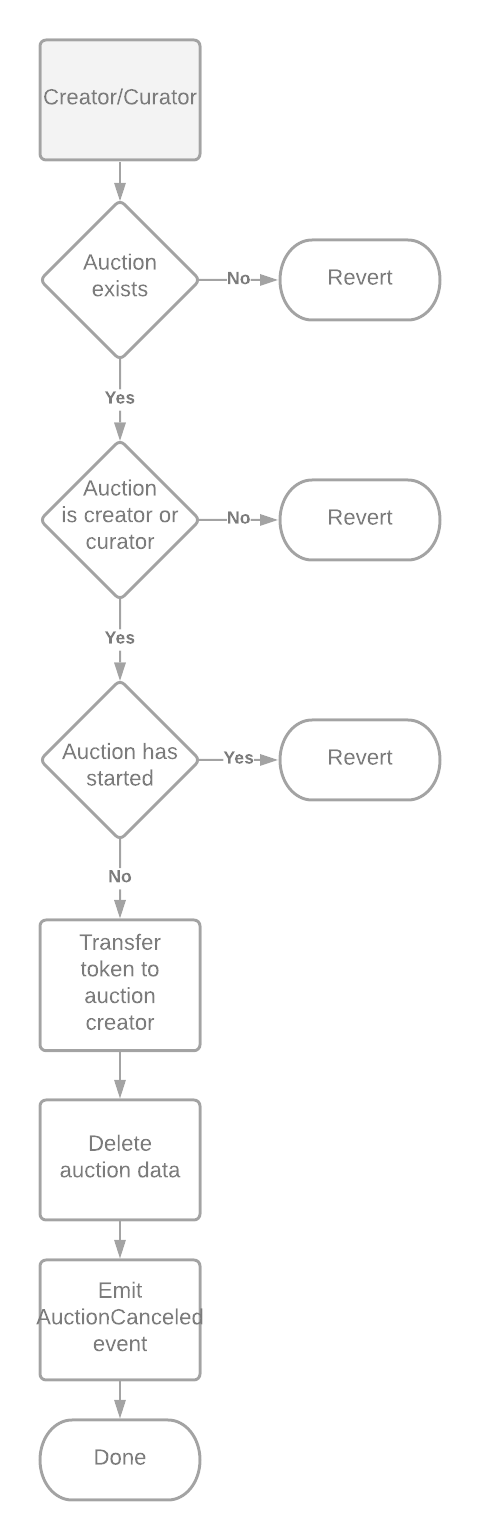 Creator/Curator
Auction
exists
No
Revert
Yes
Auction
is creator or
curator
No
Revert
Yes
Auction has
started
Yes
Revert
No
Transfer
token to
auction
creator
Delete
auction data
Emit
AuctionCanceled
event
Done